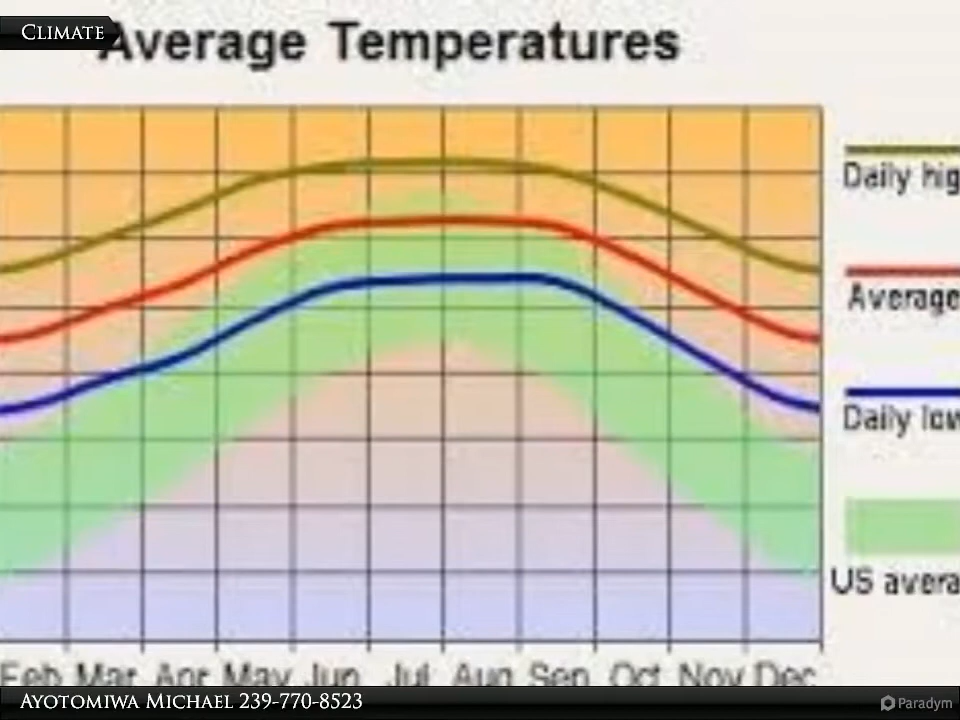 Climate
Average Temperatures
Daily hig
Average
Daily low
US avera
Feb Mar Apr May Jun Jul Aug Sep Oct Nov Dec
Ayotomiwa Michael 239-770-8523
Paradym